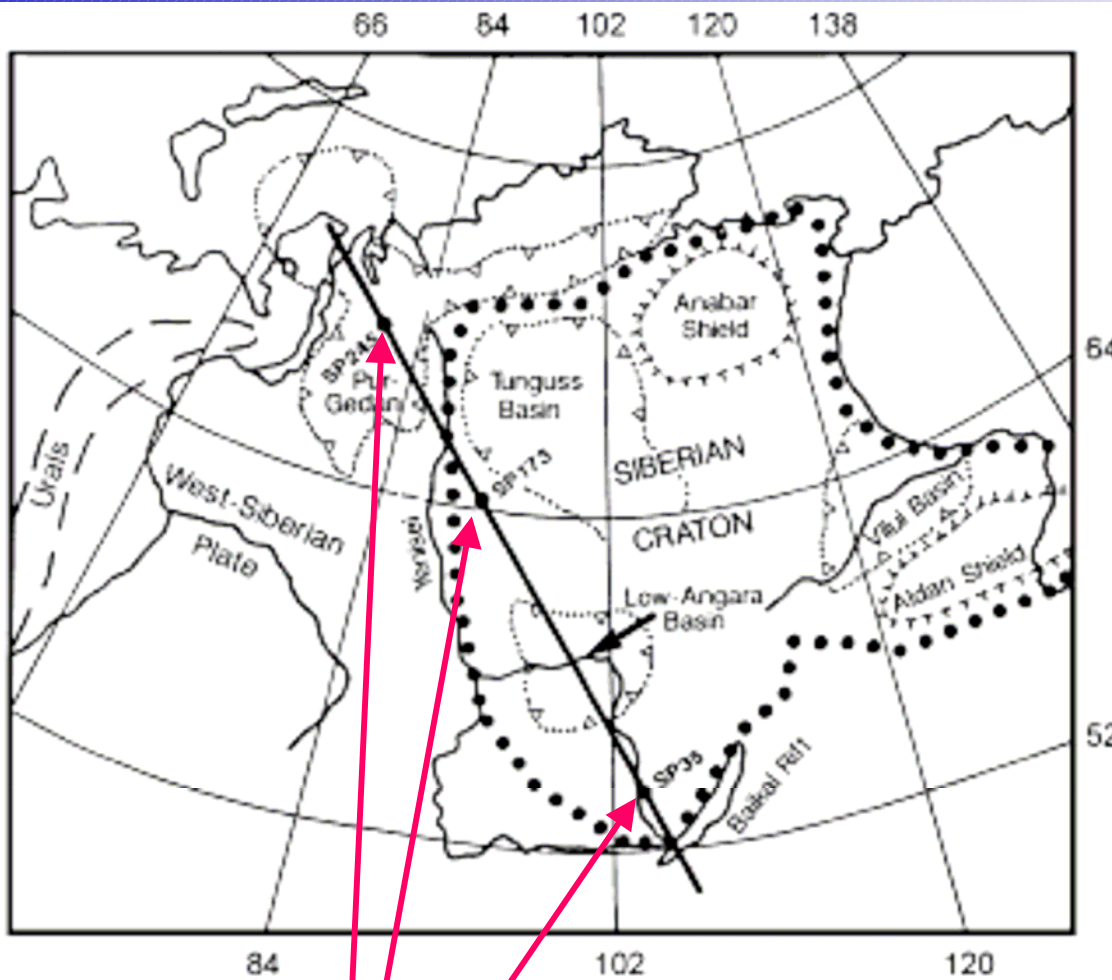 66 84 102 120 138
Anabar
Shield
64
SP245
Pur-
Gedan
Tunguss
Basin
Urals
SP173
SIBERIAN
CRATON
West-Siberian
Plate
Yenisei
Vilui Basin
Aldan Shield
Low-Angara
Basin
52
SP35
Baikal Rift
84 102 120